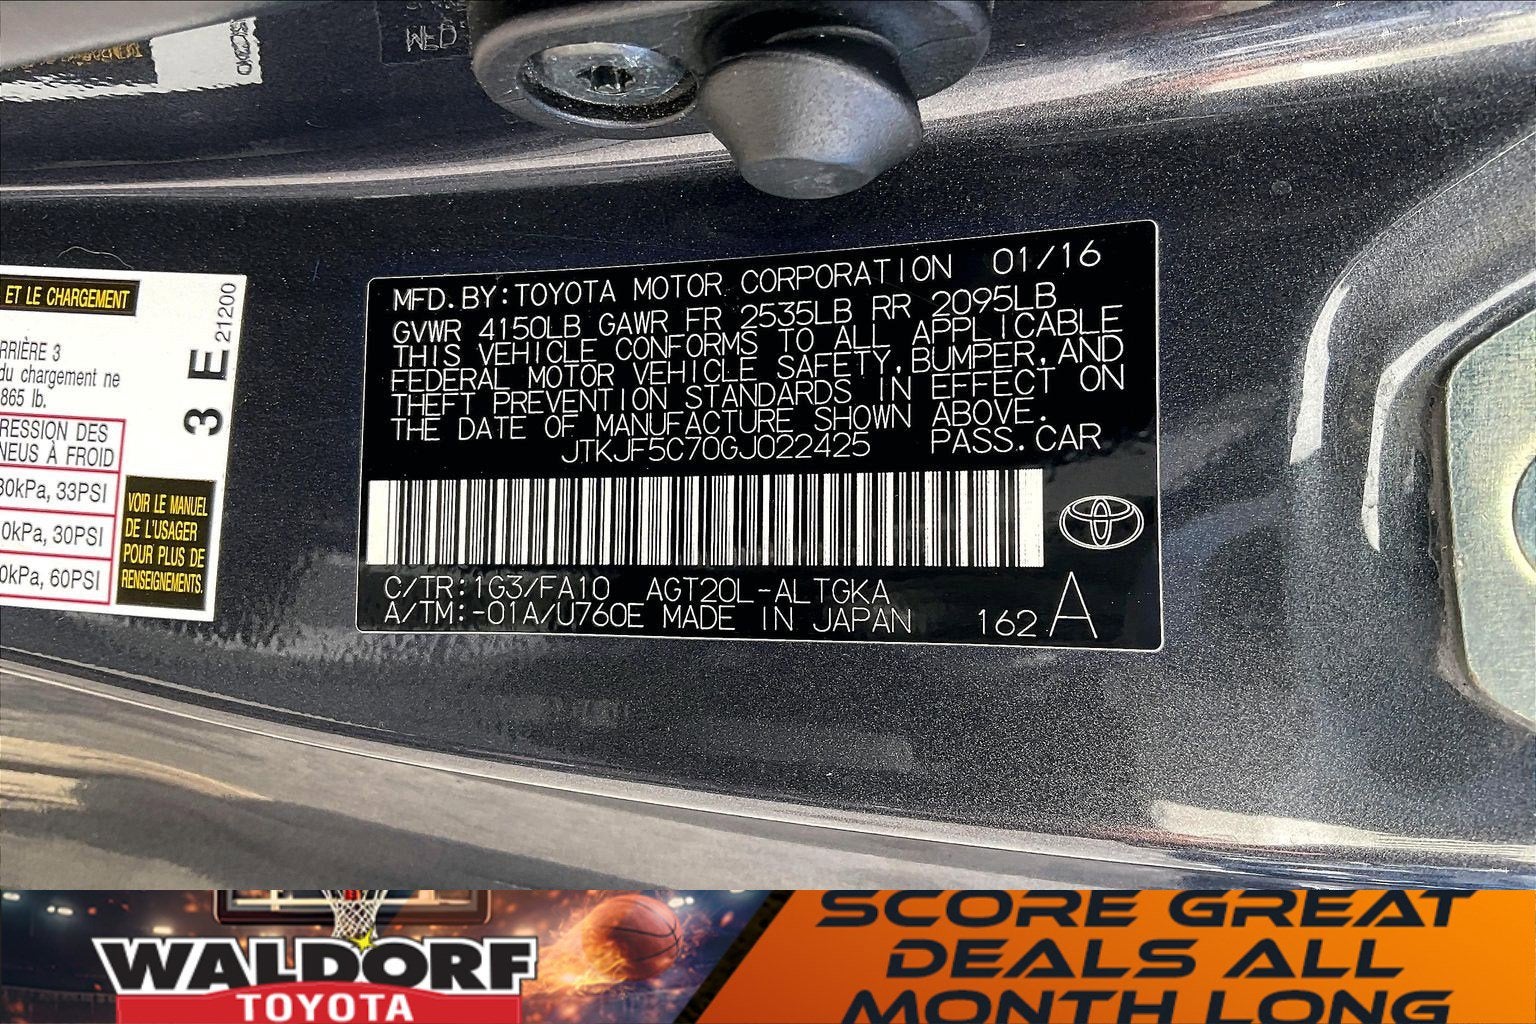 WED
ET LE CHARGEMENT
RRIÈRE 3
du chargement ne
865 lb.
RESSION DES
NEUS À FROID
30kPa, 33PSI
0kPa, 30PSI
0kPa, 60PSI
VOIR LE MANUEL
DE L'USAGER
POUR PLUS DE
RENSEIGNEMENTS.
3 E 21200
MFD.BY:TOYOTA MOTOR CORPORATION 01/16
GVWR 4150LB GAWR FR 2535LB RR 2095LB
THIS VEHICLE CONFORMS TO ALL APPLICABLE
FEDERAL MOTOR VEHICLE SAFETY,BUMPER,AND
THEFT PREVENTION STANDARDS IN EFFECT ON
THE DATE OF MANUFACTURE SHOWN ABOVE.
JTKJF5C70GJ022425 PASS.CAR
C/TR:1G3/FA10 AGT20L-ALTGKA
A/TM:-01A/U760E MADE IN JAPAN 162 A
WALDORF
TOYOTA
SCORE GREAT
DEALS ALL
MONTH LONG